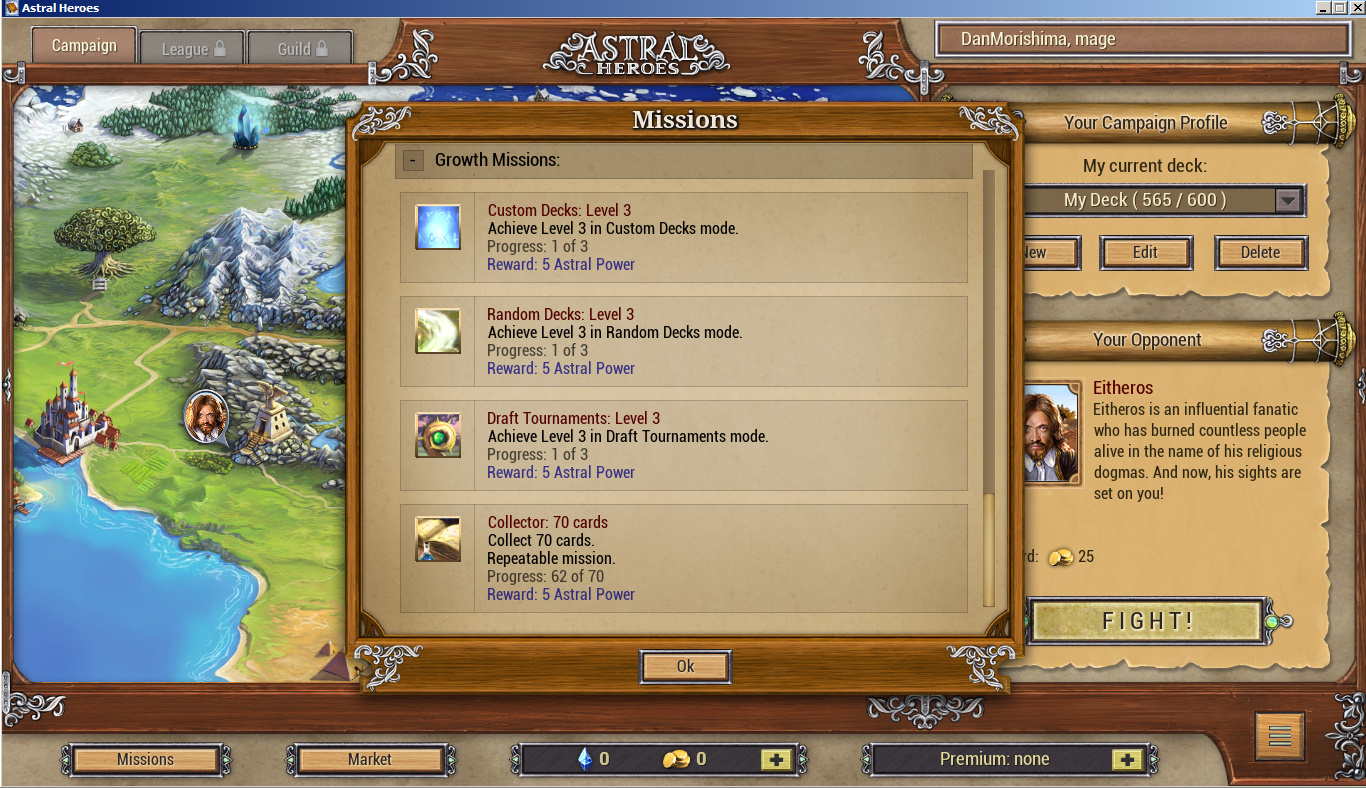 Astral Heroes
Campaign
League
Guild
ASTRAL
HEROES
DanMorishima, mage
Missions
- Growth Missions:
Custom Decks: Level 3
Achieve Level 3 in Custom Decks mode.
Progress: 1 of 3
Reward: 5 Astral Power
Random Decks: Level 3
Achieve Level 3 in Random Decks mode.
Progress: 1 of 3
Reward: 5 Astral Power
Draft Tournaments: Level 3
Achieve Level 3 in Draft Tournaments mode.
Progress: 1 of 3
Reward: 5 Astral Power
Collector: 70 cards
Collect 70 cards.
Repeatable mission.
Progress: 62 of 70
Reward: 5 Astral Power
Ok
Your Campaign Profile
My current deck:
My Deck ( 565 / 600 )
New
Edit
Delete
Your Opponent
Eitheros
Eitheros is an influential fanatic
who has burned countless people
alive in the name of his religious
dogmas. And now, his sights are
set on you!
rd: 25
FIGHT!
Missions
Market
0
0
+
Premium: none
+